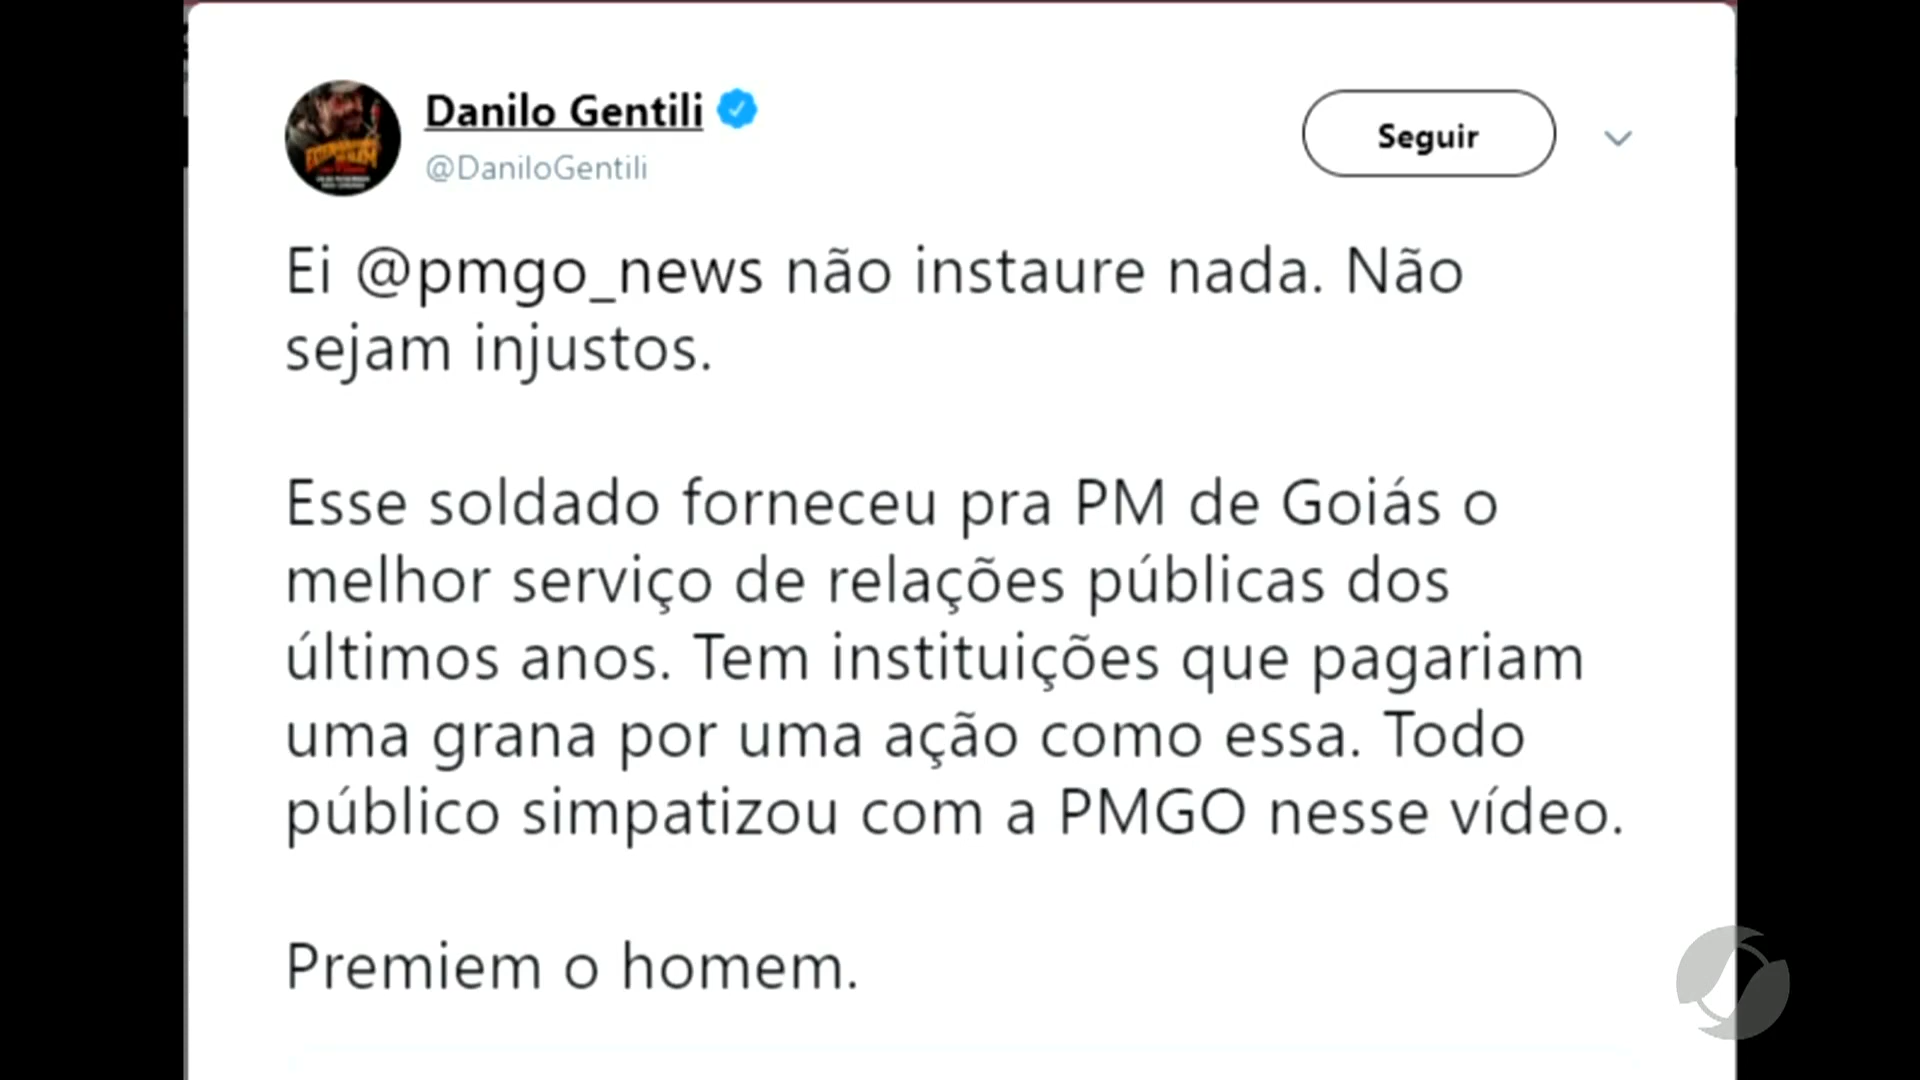 Danilo Gentili
@DaniloGentili
Seguir
Ei @pmgo_news não instaure nada. Não
sejam injustos.
Esse soldado forneceu pra PM de Goiás o
melhor serviço de relações públicas dos
últimos anos. Tem instituições que pagariam
uma grana por uma ação como essa. Todo
público simpatizou com a PMGO nesse vídeo.
Premiem o homem.